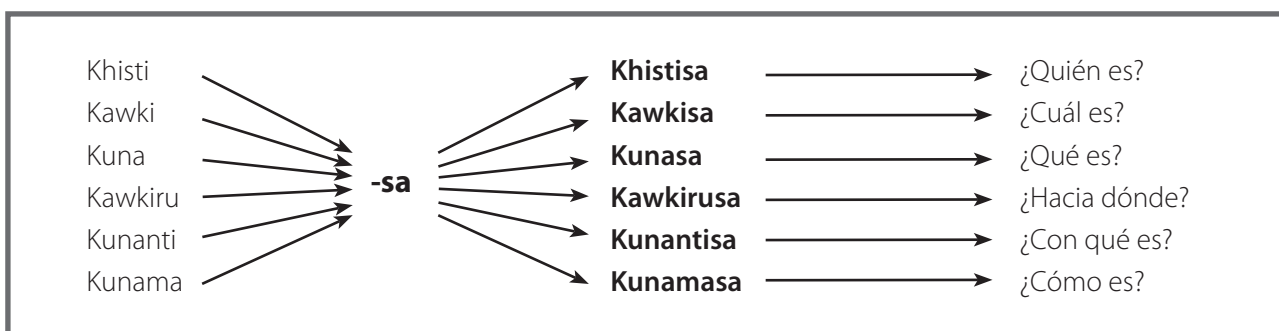 Khisti Khistisa ¿Quién es?
Kawki Kawkisa ¿Cuál es?
Kuna Kunasa ¿Qué es?
-sa
Kawkiru Kawkirusa ¿Hacia dónde?
Kunanti Kunantisa ¿Con qué es?
Kunama Kunamasa ¿Cómo es?